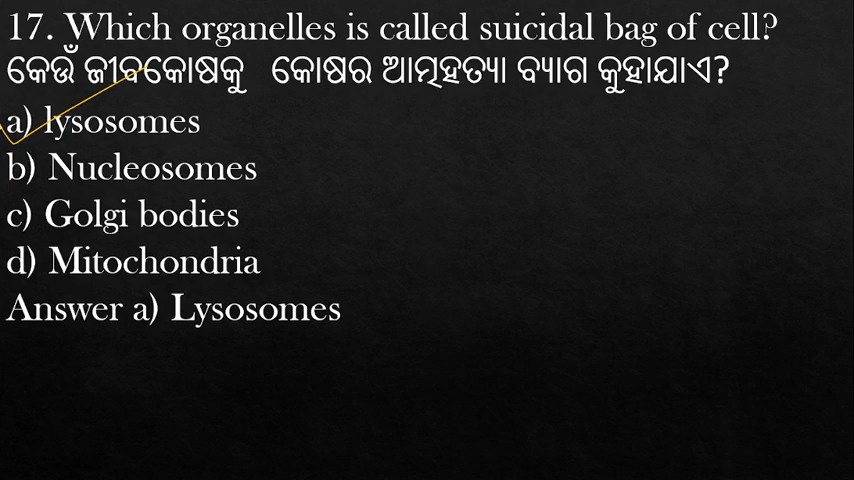 17. Which organelles is called suicidal bag of cell?
କେଉଁ ଜୀବକୋଷକୁ କୋଷର ଆତ୍ମହତ୍ୟା ବ୍ୟାଗ କୁହାଯାଏ?
a) lysosomes
b) Nucleosomes
c) Golgi bodies
d) Mitochondria
Answer a) Lysosomes